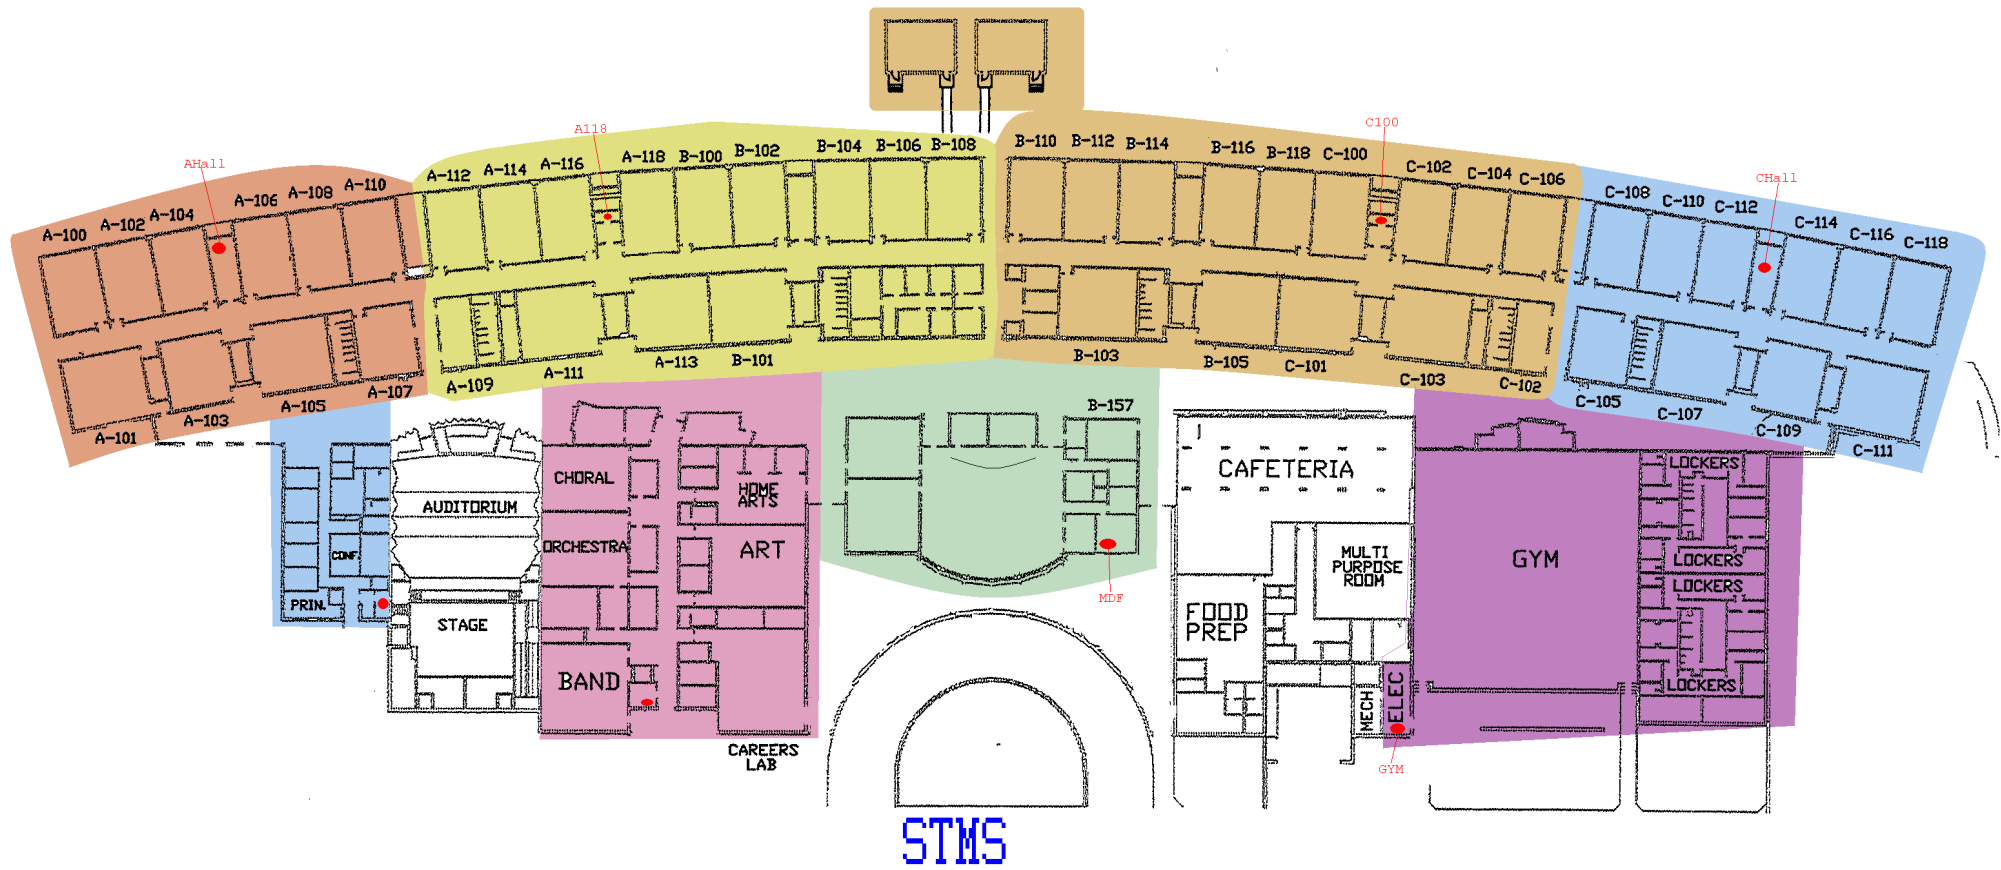 A118
C100
AHall
CHall
A-100
A-102
A-104
A-106
A-108
A-110
A-112
A-114
A-116
A-118
B-100
B-102
B-104
B-106
B-108
B-110
B-112
B-114
B-116
B-118
C-100
C-102
C-104
C-106
C-108
C-110
C-112
C-114
C-116
C-118
A-101
A-103
A-105
A-107
A-109
A-111
A-113
B-101
B-103
B-105
C-101
C-103
C-102
C-105
C-107
C-109
C-111
B-157
AUDITORIUM
CONF.
PRIN.
STAGE
CHORAL
ORCHESTRA
BAND
HOME
ARTS
ART
CAREERS
LAB
MDF
CAFETERIA
MULTI
PURPOSE
ROOM
FOOD
PREP
MECH
ELEC
GYM
GYM
LOCKERS
LOCKERS
LOCKERS
LOCKERS
STMS